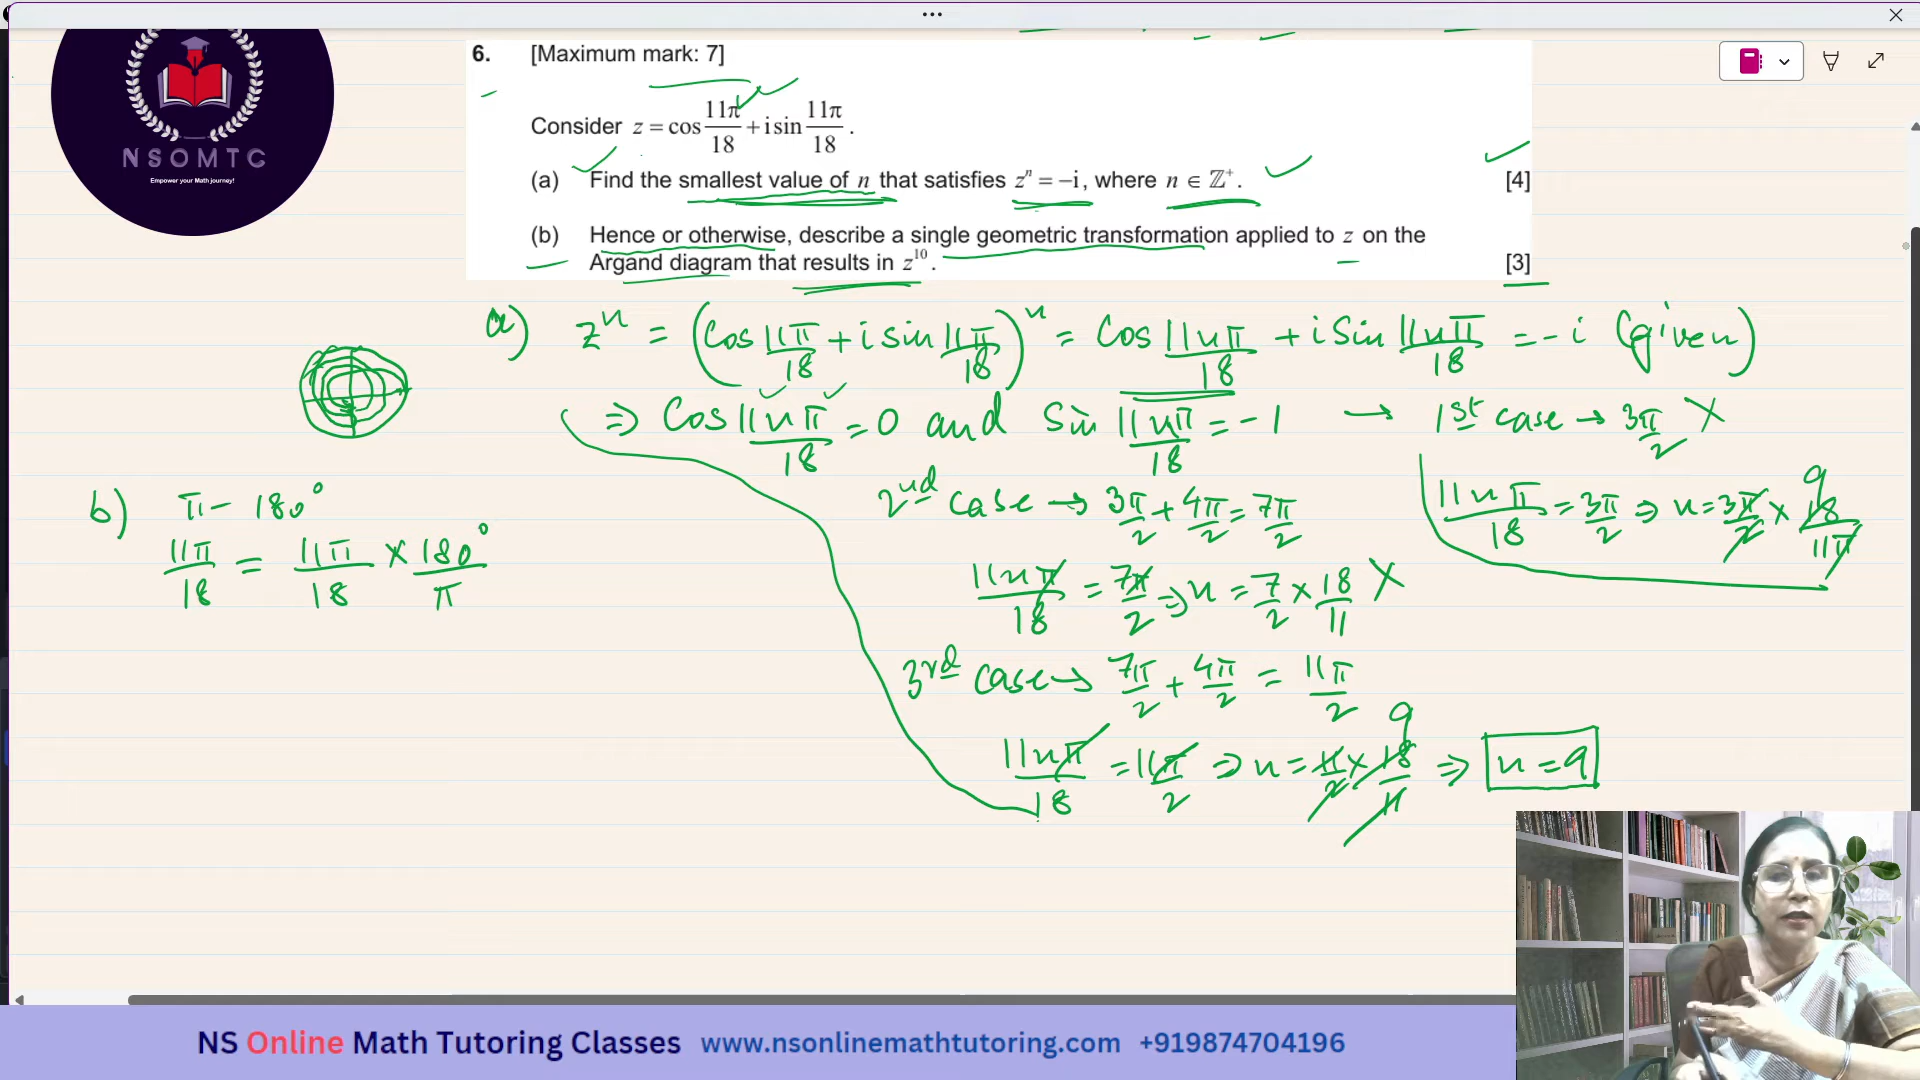 NSOMTC
Empower your Math journey!
6. [Maximum mark: 7]
Consider z = cos 11π/18 + i sin 11π/18 .
(a) Find the smallest value of n that satisfies zⁿ = −i, where n ∈ ℤ⁺. [4]
(b) Hence or otherwise, describe a single geometric transformation applied to z on the
Argand diagram that results in z¹⁰. [3]
a) zⁿ = (Cos 11π/18 + i sin 11π/18)ⁿ = Cos 11nπ/18 + i Sin 11nπ/18 = -i (given)
⇒ Cos 11nπ/18 = 0 and Sin 11nπ/18 = -1 → 1st case → 3π/2 X
11nπ/18 = 3π/2 ⇒ n = 3π/2 × 18/11π 9
2nd case → 3π/2 + 4π/2 = 7π/2
11nπ/18 = 7π/2 ⇒ n = 7/2 × 18/11 X
3rd case → 7π/2 + 4π/2 = 11π/2
11nπ/18 = 11π/2 ⇒ n = 11/2 × 18/11 9 ⇒ n = 9
b) π - 180°
11π/18 = 11π/18 × 180°/π
NS Online Math Tutoring Classes www.nsonlinemathtutoring.com +919874704196